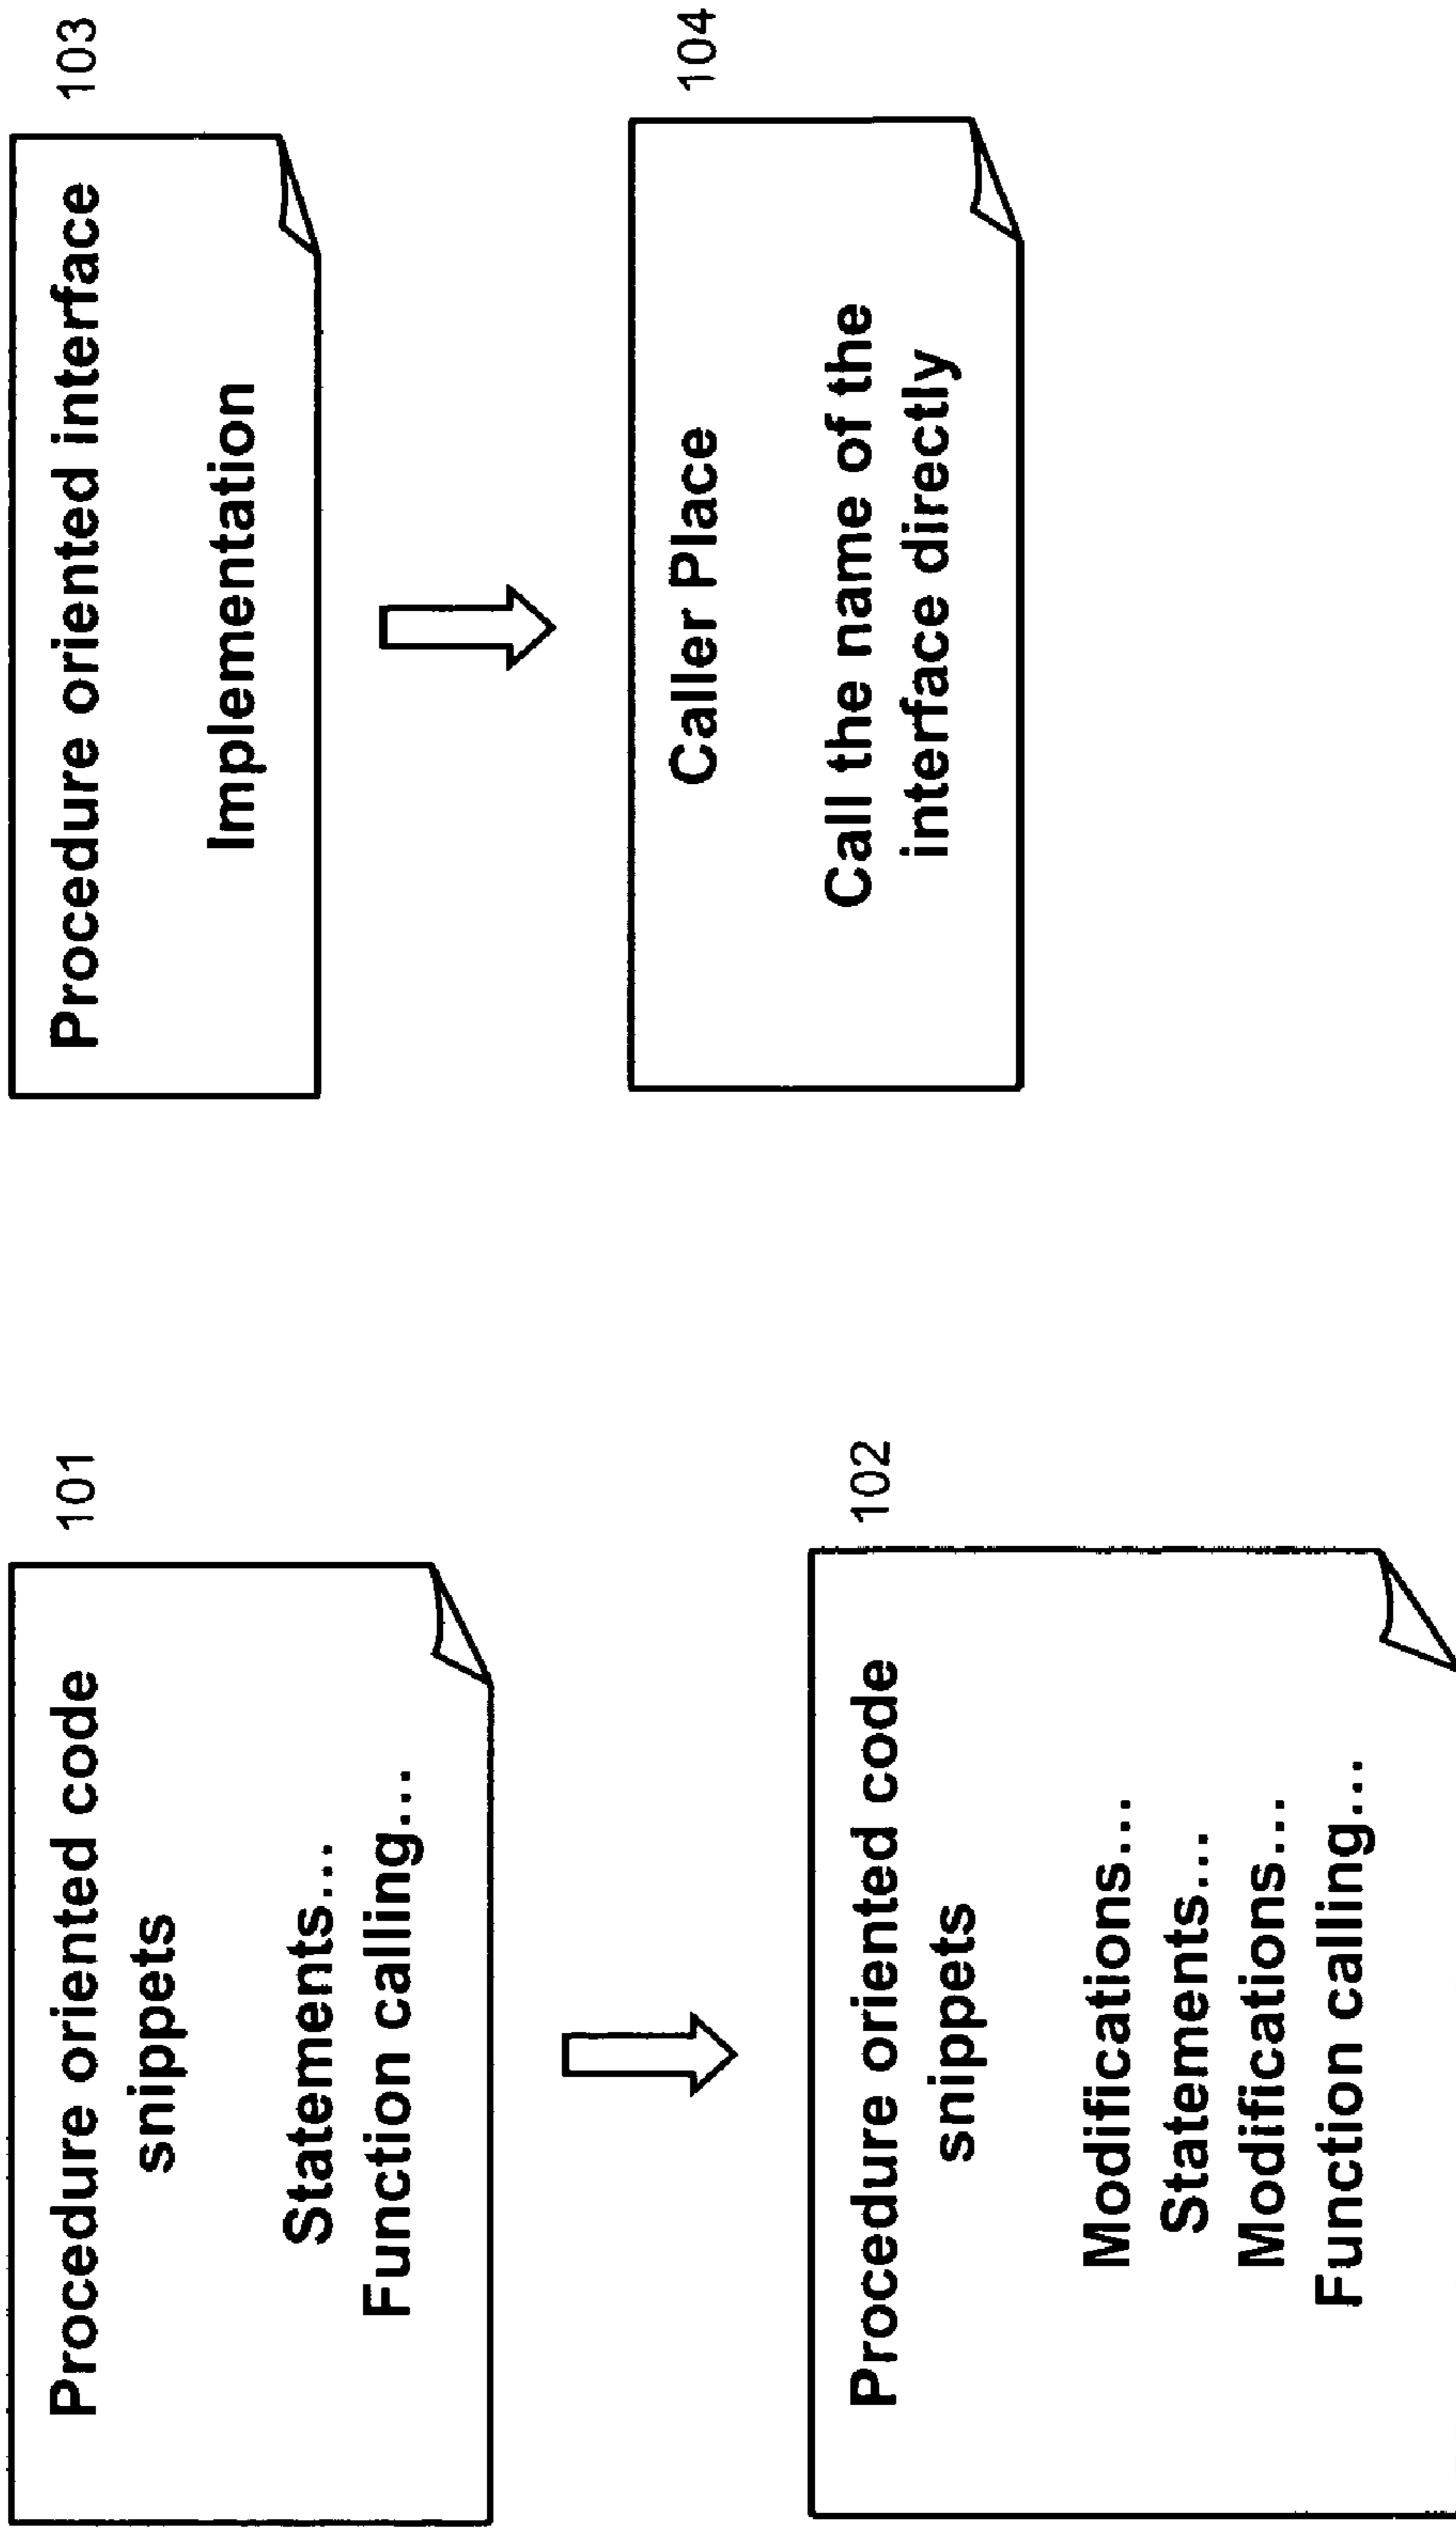 Procedure oriented code
snippets
101
Statements...
Function calling...
Procedure oriented code
snippets
102
Modifications...
Statements...
Modifications...
Function calling...
Procedure oriented interface
103
Implementation
Caller Place
104
Call the name of the
interface directly